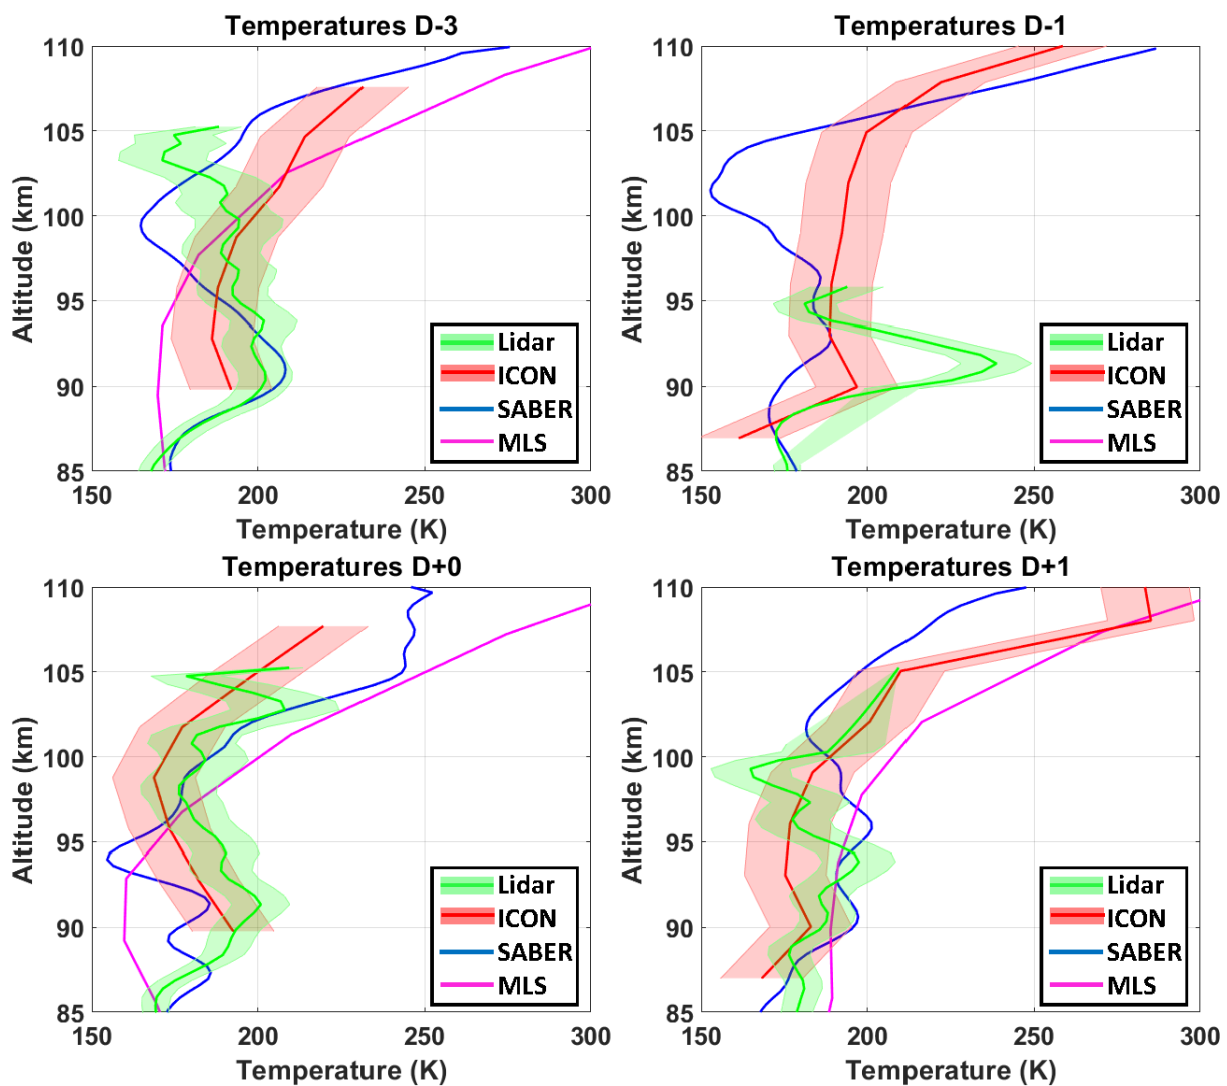 Temperatures D-3
110
105
100
95
90
85
Altitude (km)
150
200
250
300
Temperature (K)
Lidar
ICON
SABER
MLS
Temperatures D-1
110
105
100
95
90
85
Altitude (km)
150
200
250
300
Temperature (K)
Lidar
ICON
SABER
MLS
Temperatures D+0
110
105
100
95
90
85
Altitude (km)
150
200
250
300
Temperature (K)
Lidar
ICON
SABER
MLS
Temperatures D+1
110
105
100
95
90
85
Altitude (km)
150
200
250
300
Temperature (K)
Lidar
ICON
SABER
MLS